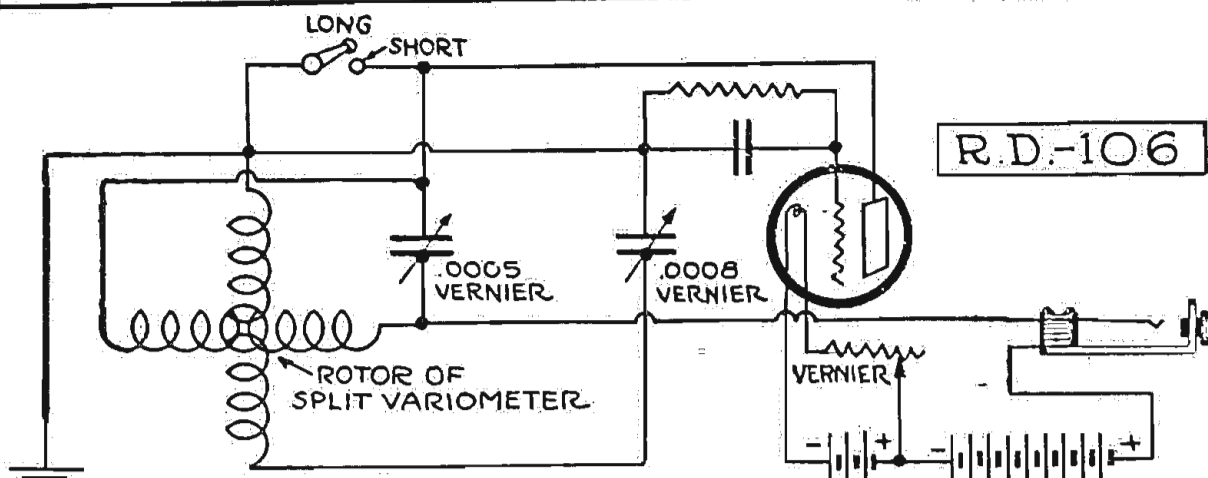 LONG
SHORT
R.D.-106
.0005
VERNIER
.0008
VERNIER
ROTOR OF
SPLIT VARIOMETER
VERNIER
- +
- +